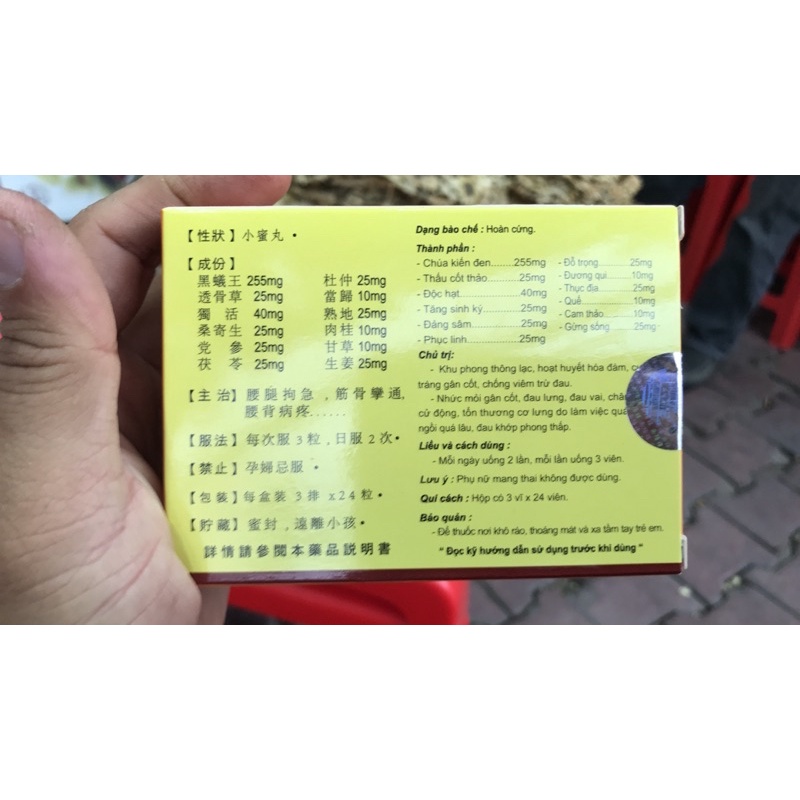 【性狀】小蜜丸 •
【成份】
黑蟻王 255mg 杜仲 25mg
透骨草 25mg 當歸 10mg
獨活 40mg 熟地 25mg
桑寄生 25mg 肉桂 10mg
党參 25mg 甘草 10mg
茯苓 25mg 生姜 25mg
【主治】腰腿拘急,筋骨攣通,
腰背病疼......
【服法】每次服3粒,日服2次•
【禁止】孕婦忌服 •
【包装】每盒装 3 排 x24粒•
【貯藏】蜜封,遠離小孩•
詳情請參閱本藥品説明書
Dạng bào chế : Hoàn cứng.
Thành phần :
- Chúa kiến đen.......255mg - Đỗ trọng..........25mg
- Thấu cốt thảo..........25mg - Đương qui........10mg
- Độc hạt....................40mg - Thục địa...........25mg
- Tăng sinh ký............25mg - Quế.................10mg
- Đảng sâm................25mg - Cam thảo.........10mg
- Phục linh.................25mg - Gừng sống.......25mg
Chủ trị:
- Khu phong thông lạc, hoạt huyết hóa đàm,
tráng gân cốt, chống viêm trừ đau.
- Nhức mỏi gân cốt, đau lưng, đau vai,
cử động, tổn thương cơ lưng do làm việc
ngồi quá lâu, đau khớp phong thấp.
Liều và cách dùng :
- Mỗi ngày uống 2 lần, mỗi lần uống 3 viên.
Lưu ý : Phụ nữ mang thai không được dùng.
Qui cách : Hộp có 3 vĩ x 24 viên.
Bảo quản :
- Để thuốc nơi khô ráo, thoáng mát và xa tầm tay trẻ em.
" Đọc kỹ hướng dẫn sử dụng trước khi dùng "